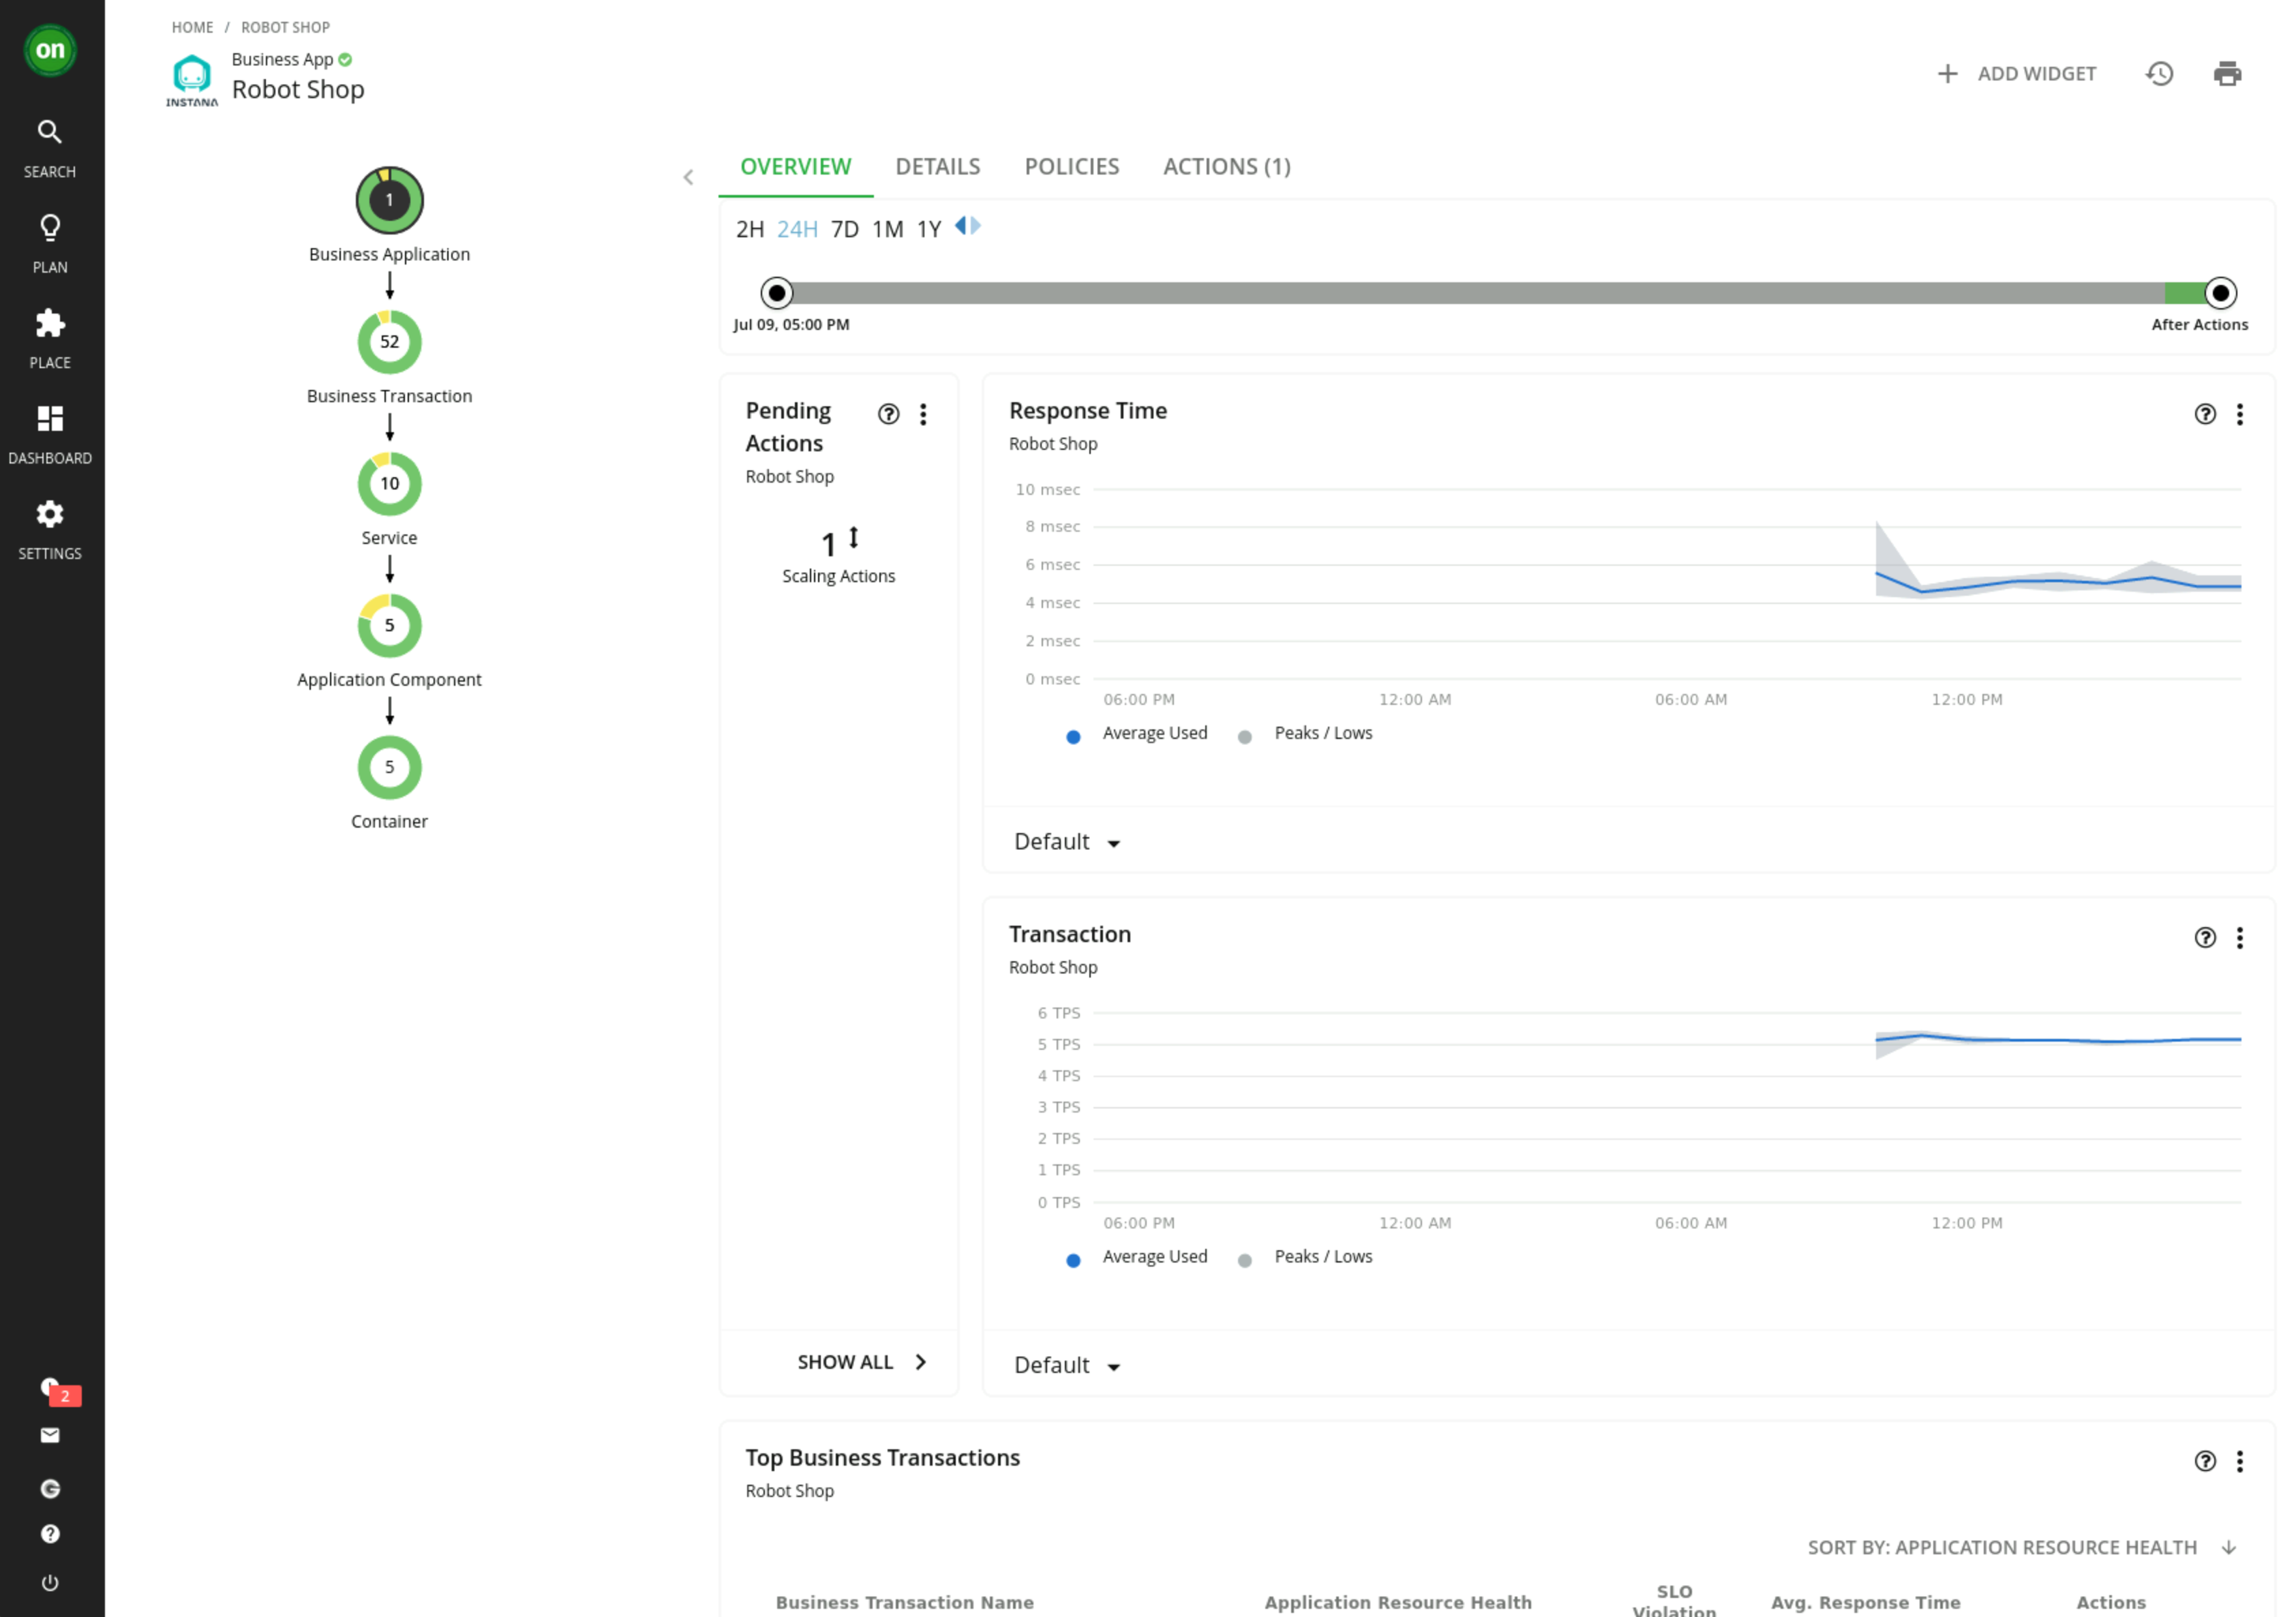 on
SEARCH
PLAN
PLACE
DASHBOARD
SETTINGS
2
HOME / ROBOT SHOP
INSTANA
Business App
Robot Shop
+ ADD WIDGET
1
Business Application
52
Business Transaction
10
Service
5
Application Component
5
Container
OVERVIEW DETAILS POLICIES ACTIONS (1)
2H 24H 7D 1M 1Y
Jul 09, 05:00 PM
After Actions
Pending
Actions
Robot Shop
1
Scaling Actions
SHOW ALL
Response Time
Robot Shop
10 msec
8 msec
6 msec
4 msec
2 msec
0 msec
06:00 PM 12:00 AM 06:00 AM 12:00 PM
Average Used Peaks / Lows
Default
Transaction
Robot Shop
6 TPS
5 TPS
4 TPS
3 TPS
2 TPS
1 TPS
0 TPS
06:00 PM 12:00 AM 06:00 AM 12:00 PM
Average Used Peaks / Lows
Default
Top Business Transactions
Robot Shop
SORT BY: APPLICATION RESOURCE HEALTH
Business Transaction Name Application Resource Health SLO Violation Avg. Response Time Actions